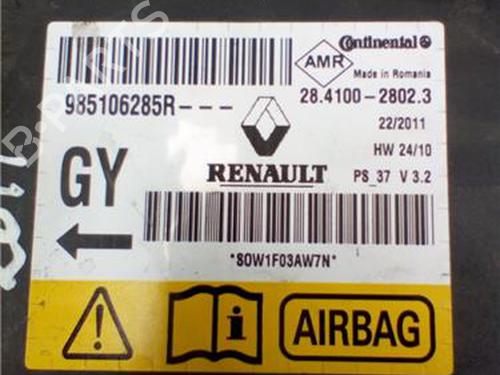 AMR
Continental
Made in Romania
985106285R---
28.4100-2802.3
22/2011
HW 24/10
GY
RENAULT
PS_37 V 3.2
*80W1F03AW7N*
AIRBAG